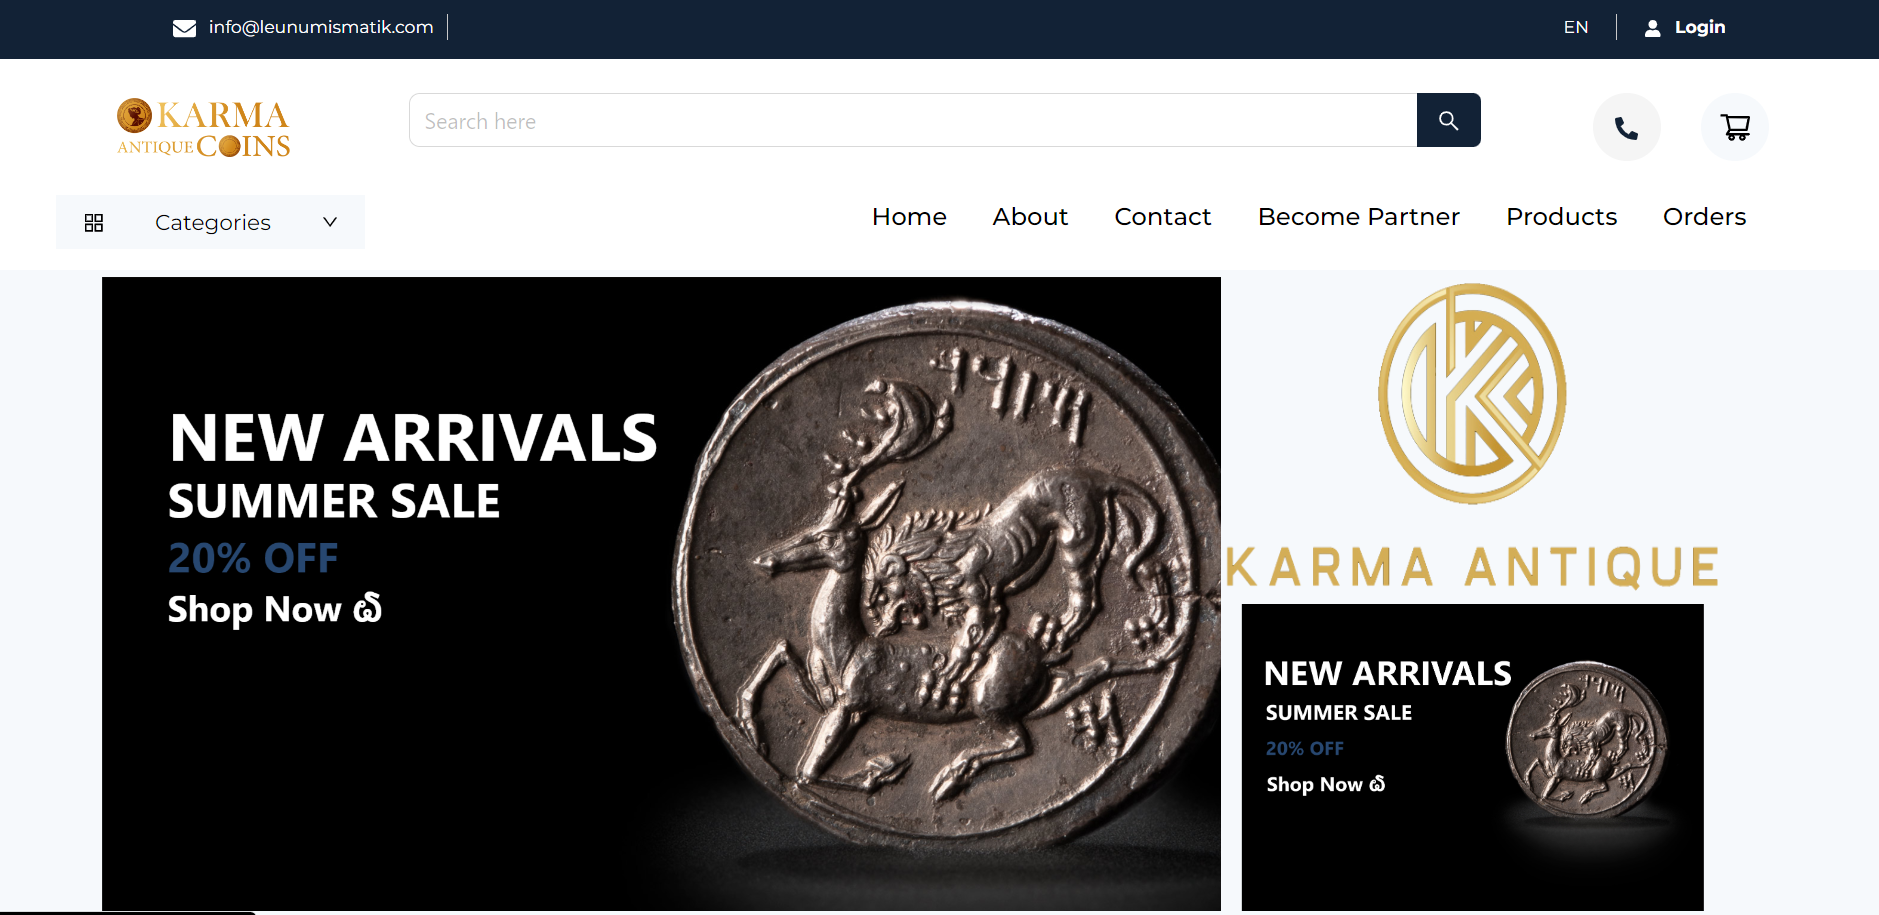 info@leunumismatik.com
EN
Login
KARMA
ANTIQUE COINS
Search here
Categories
Home
About
Contact
Become Partner
Products
Orders
NEW ARRIVALS
SUMMER SALE
20% OFF
Shop Now
KARMA ANTIQUE
NEW ARRIVALS
SUMMER SALE
20% OFF
Shop Now